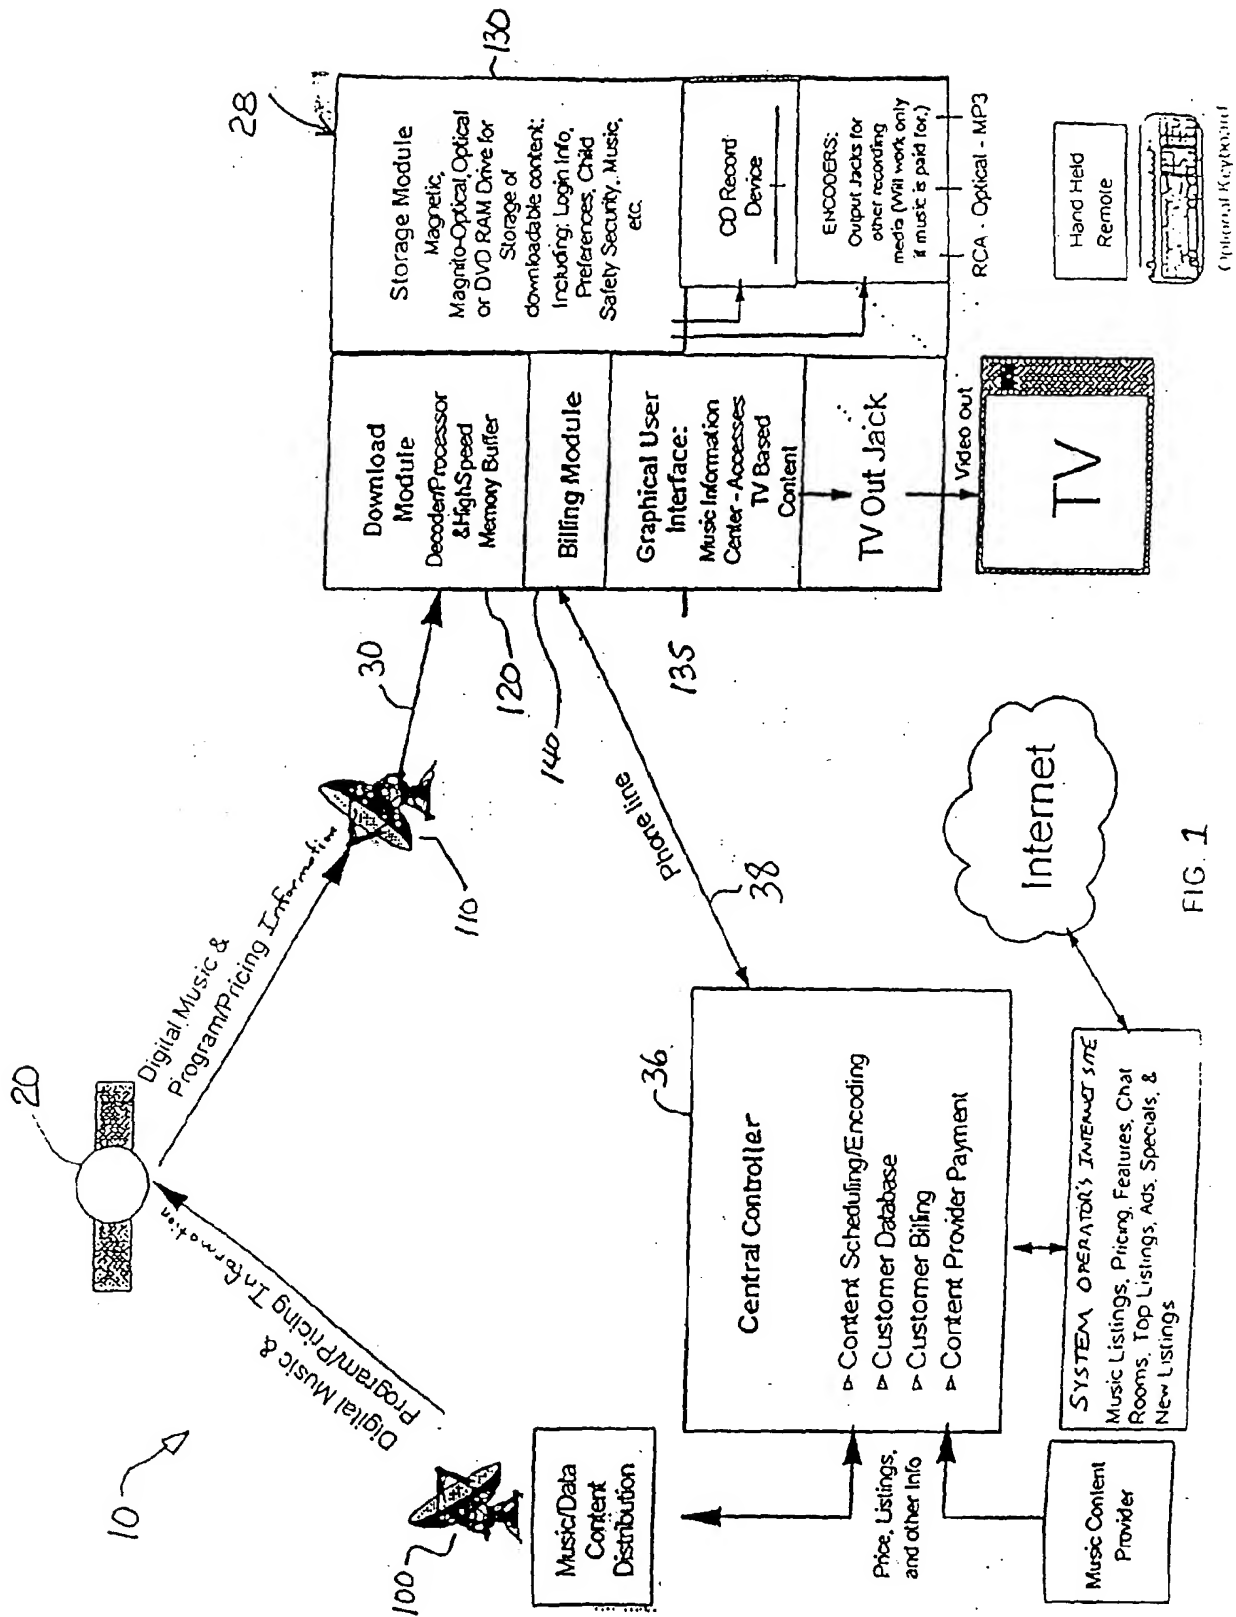 10
20
Digital Music &
Program/Pricing Information
Digital Music &
Program/Pricing Information
100
110
30
28
130
120
140
135
Music/Data
Content
Distribution
Download
Module
Decoder/Processor
& High Speed
Memory Buffer
Billing Module
Graphical User
Interface:
Music Information
Center - Accesses
TV Based
Content
TV Out Jack
Storage Module
Magnetic,
Magnito-Optical, Optical
or DVD RAM Drive for
Storage of
downloadable content:
Including: Login Info,
Preferences, Child
Safety Security, Music,
etc.
CD Record
Device
ENCODERS:
Output Jacks for
other recording
media (Will work only
if music is paid for.)
RCA - Optical - MP3
Video out
TV
Hand Held
Remote
Optional Keyboard
Phone line
38
36
Central Controller
▹ Content Scheduling/Encoding
▹ Customer Database
▹ Customer Billing
▹ Content Provider Payment
Price, Listings,
and other Info
Music Content
Provider
SYSTEM OPERATOR'S INTERNET SITE
Music Listings, Pricing, Features, Chat
Rooms, Top Listings, Ads, Specials, &
New Listings
Internet
FIG. 1